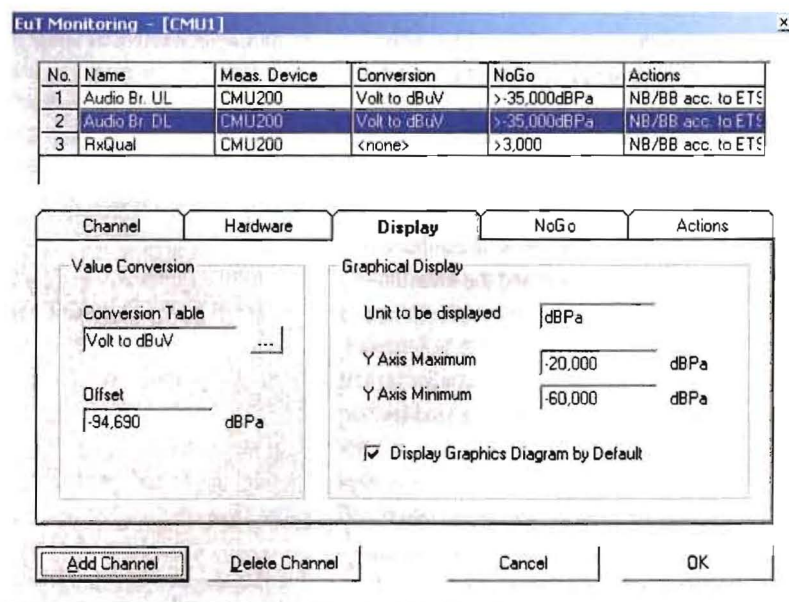 EuT Monitoring - [CMU1]
No. Name Meas. Device Conversion NoGo Actions
1 Audio Br. UL CMU200 Volt to dBuV >-35,000dBPa NB/BB acc. to ETS
2 Audio Br. DL CMU200 Volt to dBuV >-35,000dBPa NB/BB acc. to ETS
3 RxQual CMU200 <none> >3,000 NB/BB acc. to ETS
Channel Hardware Display NoGo Actions
Value Conversion
Conversion Table
Volt to dBuV ...
Offset
-94,690 dBPa
Graphical Display
Unit to be displayed dBPa
Y Axis Maximum -20,000 dBPa
Y Axis Minimum -60,000 dBPa
Display Graphics Diagram by Default
Add Channel Delete Channel Cancel OK